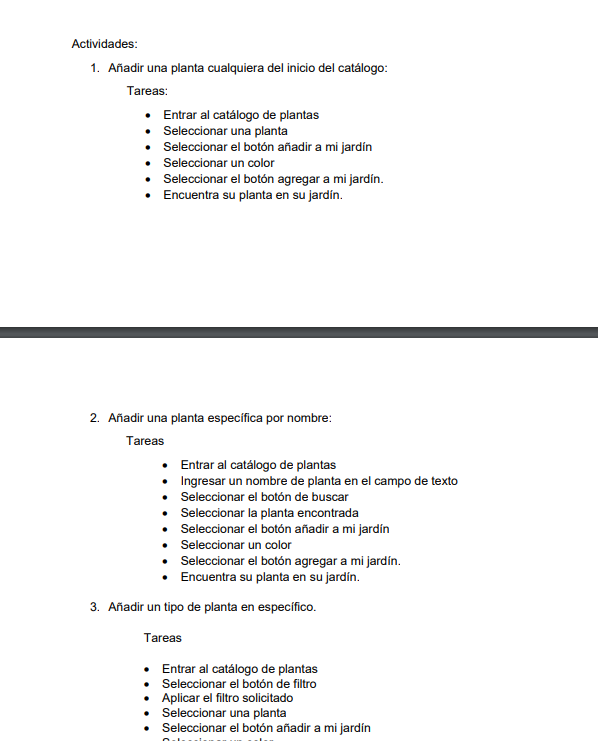 Actividades:
1. Añadir una planta cualquiera del inicio del catálogo:
Tareas:
• Entrar al catálogo de plantas
• Seleccionar una planta
• Seleccionar el botón añadir a mi jardín
• Seleccionar un color
• Seleccionar el botón agregar a mi jardín.
• Encuentra su planta en su jardín.
2. Añadir una planta específica por nombre:
Tareas
• Entrar al catálogo de plantas
• Ingresar un nombre de planta en el campo de texto
• Seleccionar el botón de buscar
• Seleccionar la planta encontrada
• Seleccionar el botón añadir a mi jardín
• Seleccionar un color
• Seleccionar el botón agregar a mi jardín.
• Encuentra su planta en su jardín.
3. Añadir un tipo de planta en específico.
Tareas
• Entrar al catálogo de plantas
• Seleccionar el botón de filtro
• Aplicar el filtro solicitado
• Seleccionar una planta
• Seleccionar el botón añadir a mi jardín